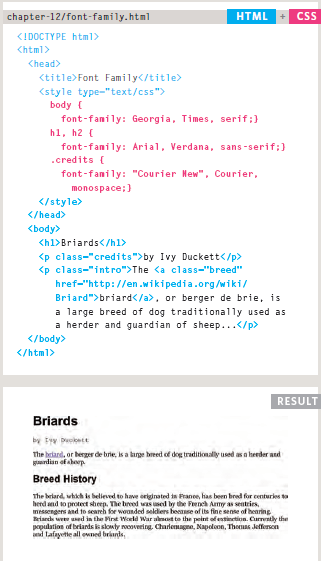 chapter-12/font-family.html HTML + CSS
<!DOCTYPE html>
<html>
<head>
<title>Font Family</title>
<style type="text/css">
body {
font-family: Georgia, Times, serif;}
h1, h2 {
font-family: Arial, Verdana, sans-serif;}
.credits {
font-family: "Courier New", Courier,
monospace;}
</style>
</head>
<body>
<h1>Briards</h1>
<p class="credits">by Ivy Duckett</p>
<p class="intro">The <a class="breed"
href="http://en.wikipedia.org/wiki/
Briard">briard</a>, or berger de brie, is
a large breed of dog traditionally used as
a herder and guardian of sheep...</p>
</body>
</html>
RESULT
Briards
by Ivy Duckett
The briard, or berger de brie, is a large breed of dog traditionally used as a herder and
guardian of sheep.
Breed History
The briard, which is believed to have originated in France, has been bred for centuries to
herd and to protect sheep. The breed was used by the French Army as sentries,
messengers and to search for wounded soldiers because of its fine sense of hearing.
Briards were used in the First World War almost to the point of extinction. Currently the
population of briards is slowly recovering. Charlemagne, Napoleon, Thomas Jefferson
and Lafayette all owned briards.